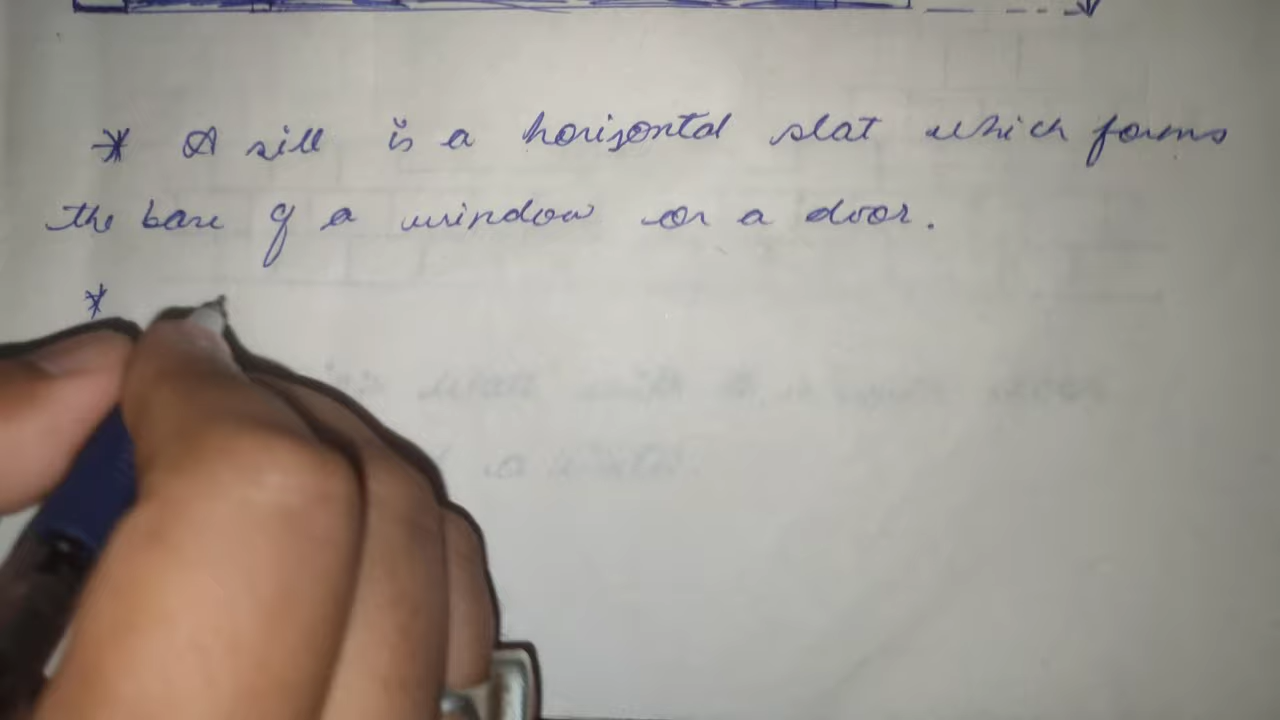 * A sill is a horizontal slat which forms
the base of a window or a door.
*